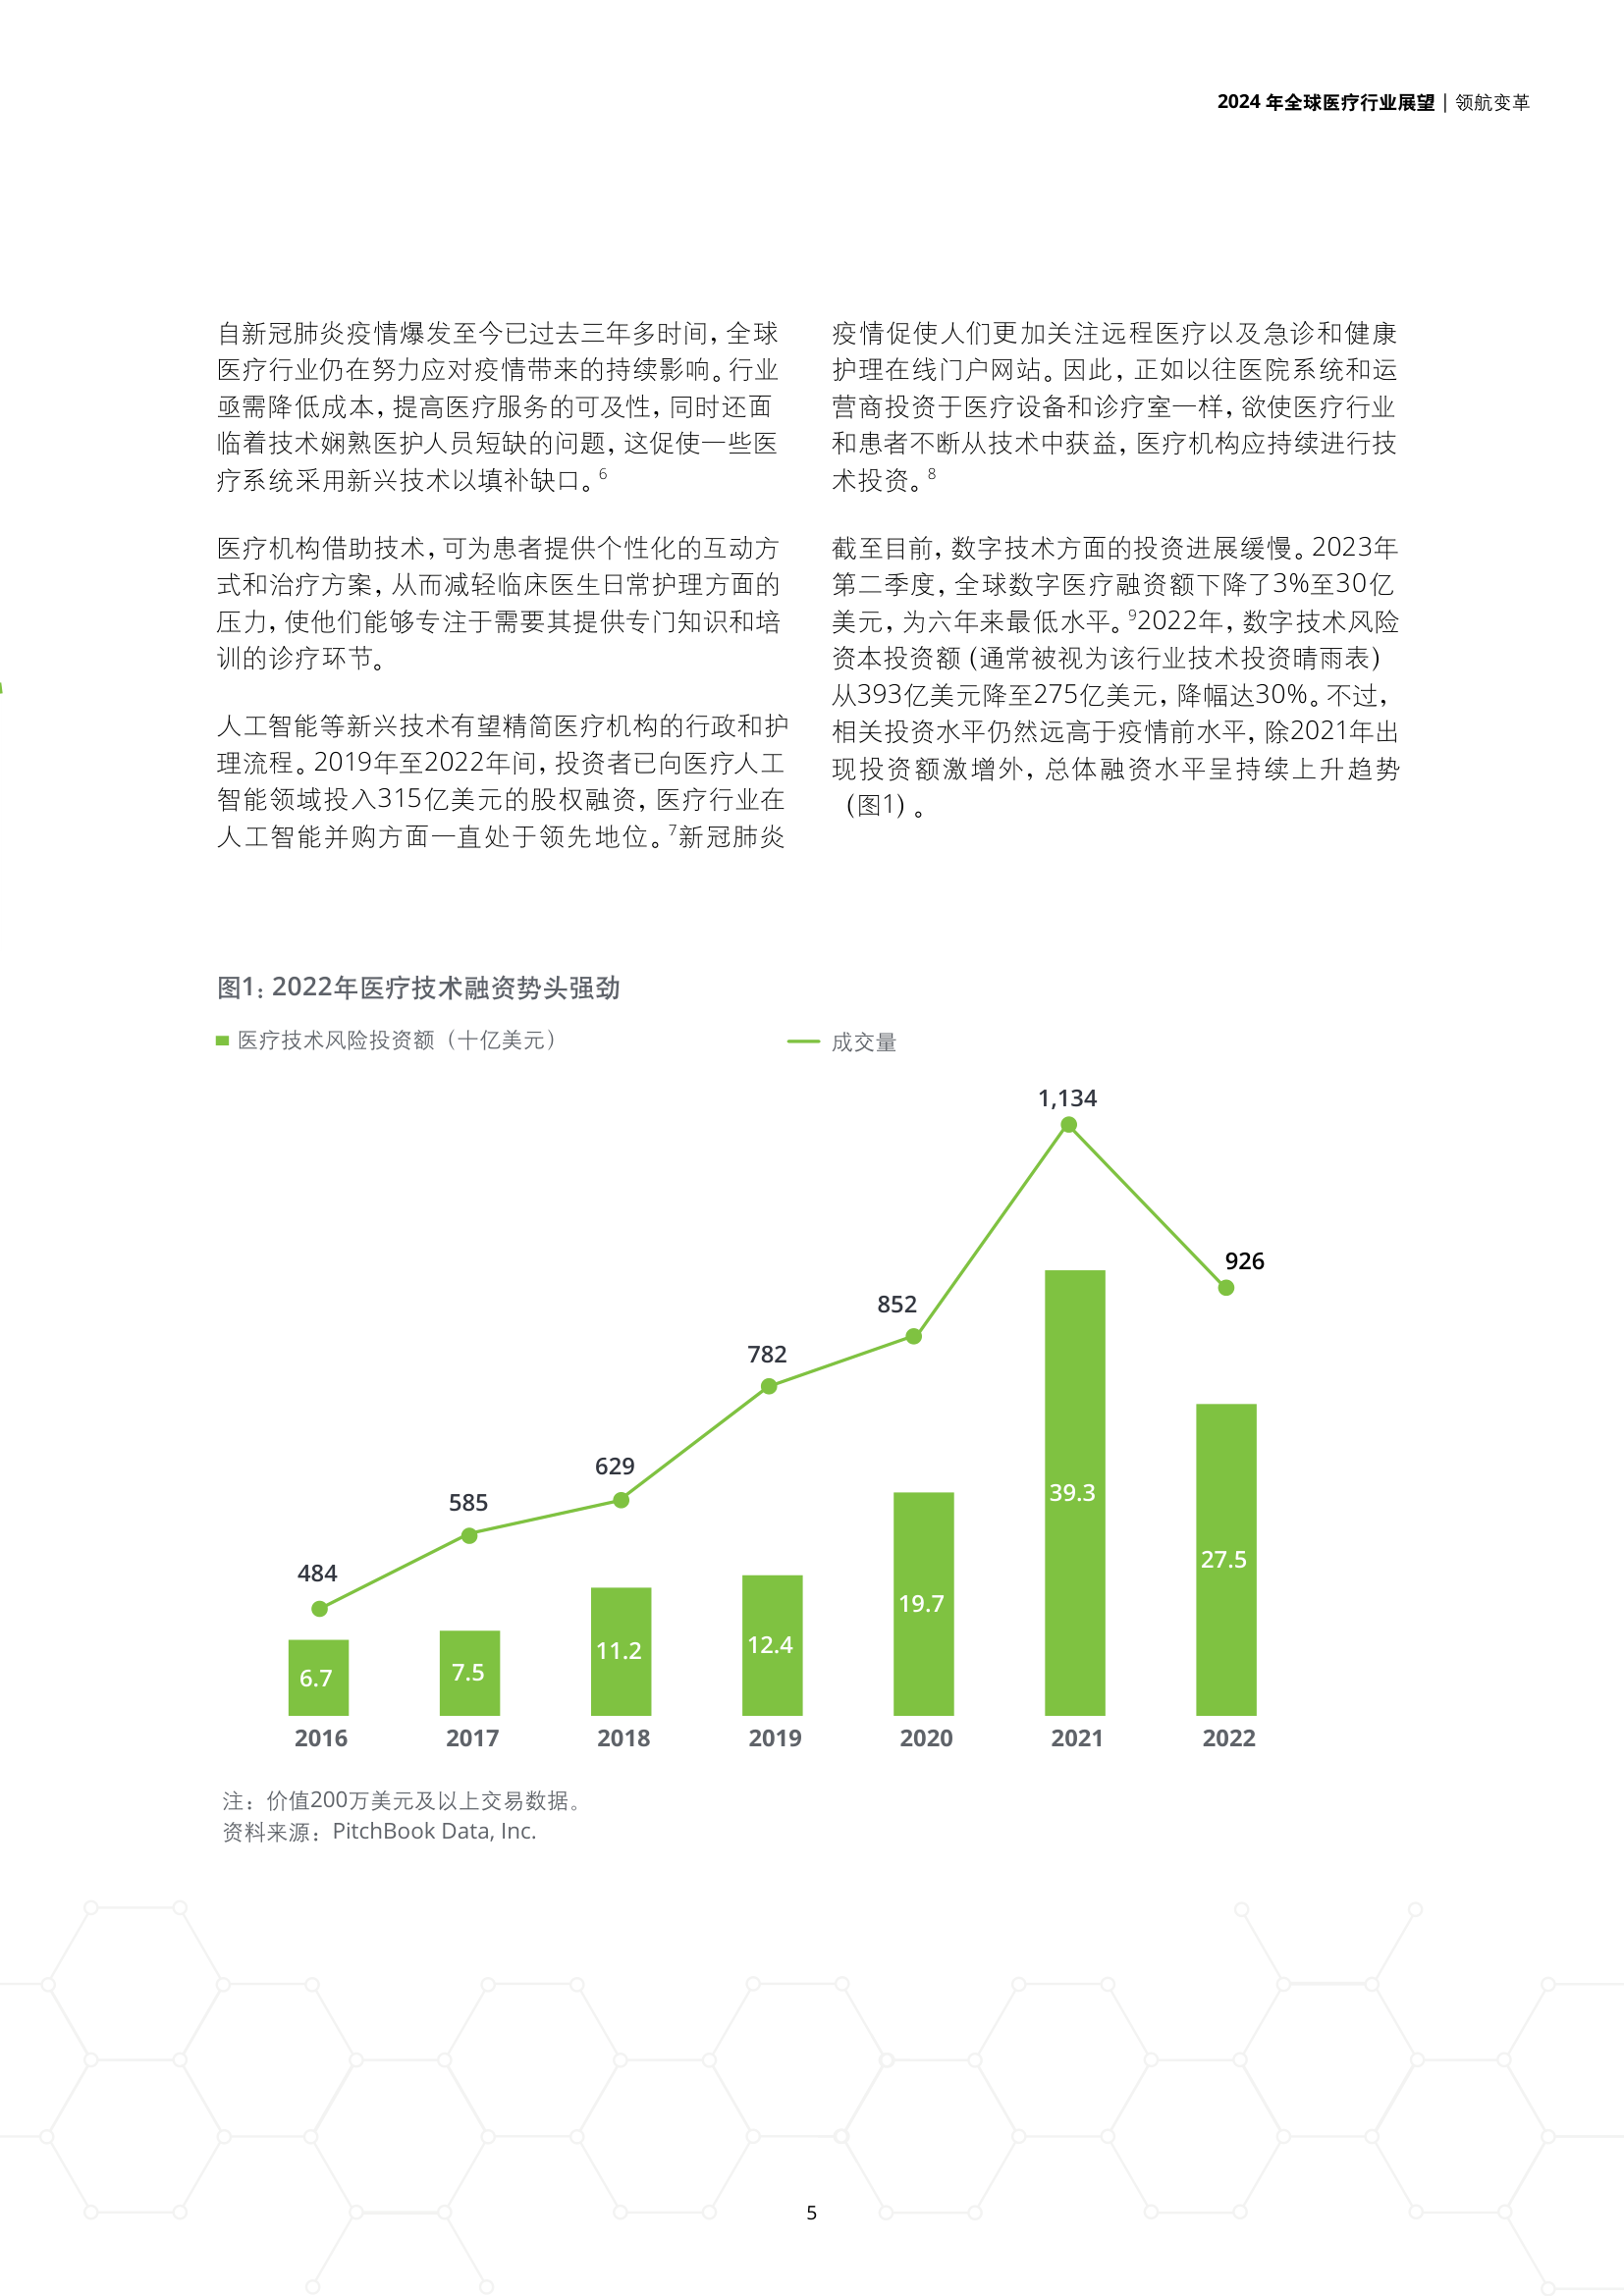 2024 年全球医疗行业展望 | 领航变革
自新冠肺炎疫情爆发至今已过去三年多时间，全球
医疗行业仍在努力应对疫情带来的持续影响。行业
亟需降低成本，提高医疗服务的可及性，同时还面
临着技术娴熟医护人员短缺的问题，这促使一些医
疗系统采用新兴技术以填补缺口。6
医疗机构借助技术，可为患者提供个性化的互动方
式和治疗方案，从而减轻临床医生日常护理方面的
压力，使他们能够专注于需要其提供专门知识和培
训的诊疗环节。
人工智能等新兴技术有望精简医疗机构的行政和护
理流程。2019年至2022年间，投资者已向医疗人工
智能领域投入315亿美元的股权融资，医疗行业在
人工智能并购方面一直处于领先地位。7新冠肺炎
疫情促使人们更加关注远程医疗以及急诊和健康
护理在线门户网站。因此，正如以往医院系统和运
营商投资于医疗设备和诊疗室一样，欲使医疗行业
和患者不断从技术中获益，医疗机构应持续进行技
术投资。8
截至目前，数字技术方面的投资进展缓慢。2023年
第二季度，全球数字医疗融资额下降了3%至30亿
美元，为六年来最低水平。92022年，数字技术风险
资本投资额（通常被视为该行业技术投资晴雨表）
从393亿美元降至275亿美元，降幅达30%。不过，
相关投资水平仍然远高于疫情前水平，除2021年出
现投资额激增外，总体融资水平呈持续上升趋势
（图1）。
图1：2022年医疗技术融资势头强劲
医疗技术风险投资额（十亿美元）
成交量
1,134
926
852
782
629
585
484
39.3
27.5
19.7
12.4
11.2
7.5
6.7
2016
2017
2018
2019
2020
2021
2022
注：价值200万美元及以上交易数据。
资料来源：PitchBook Data, Inc.
5